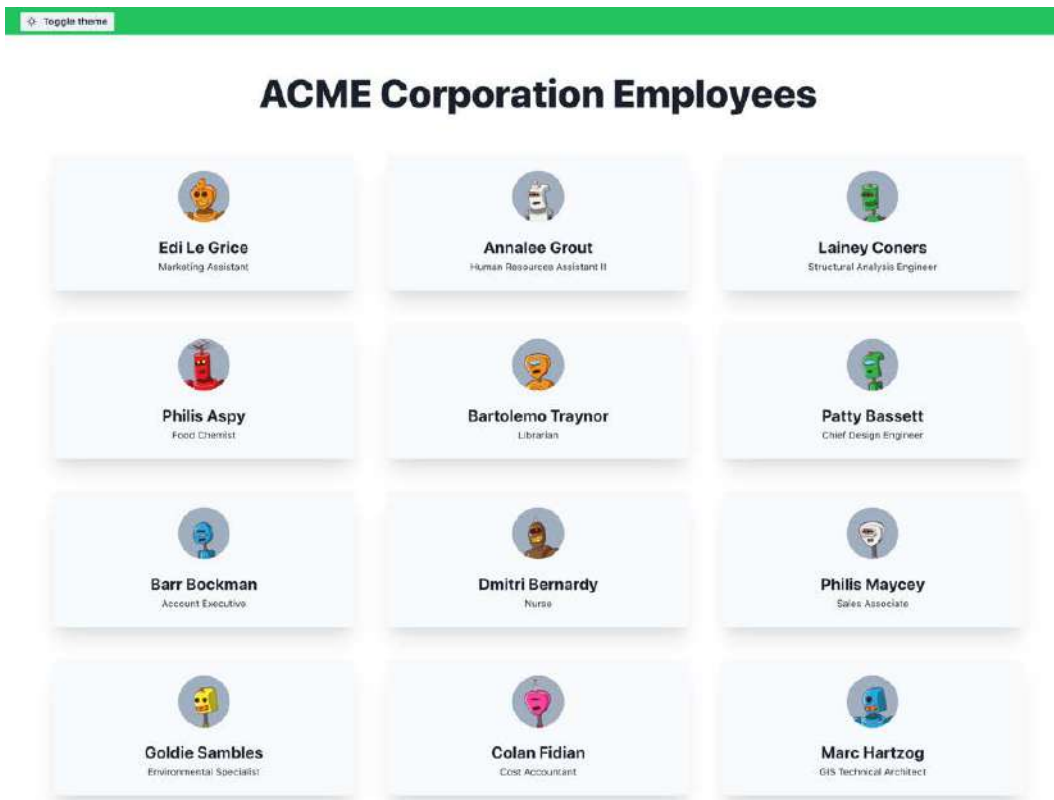 Toggle theme
ACME Corporation Employees
Edi Le Grice
Marketing Assistant
Annalee Grout
Human Resources Assistant II
Lainey Coners
Structural Analysis Engineer
Philis Aspy
Food Chemist
Bartolemo Traynor
Librarian
Patty Bassett
Chief Design Engineer
Barr Bockman
Account Executive
Dmitri Bernardy
Nurse
Philis Maycey
Sales Associate
Goldie Sambles
Environmental Specialist
Colan Fidian
Cost Accountant
Marc Hartzog
GIS Technical Architect